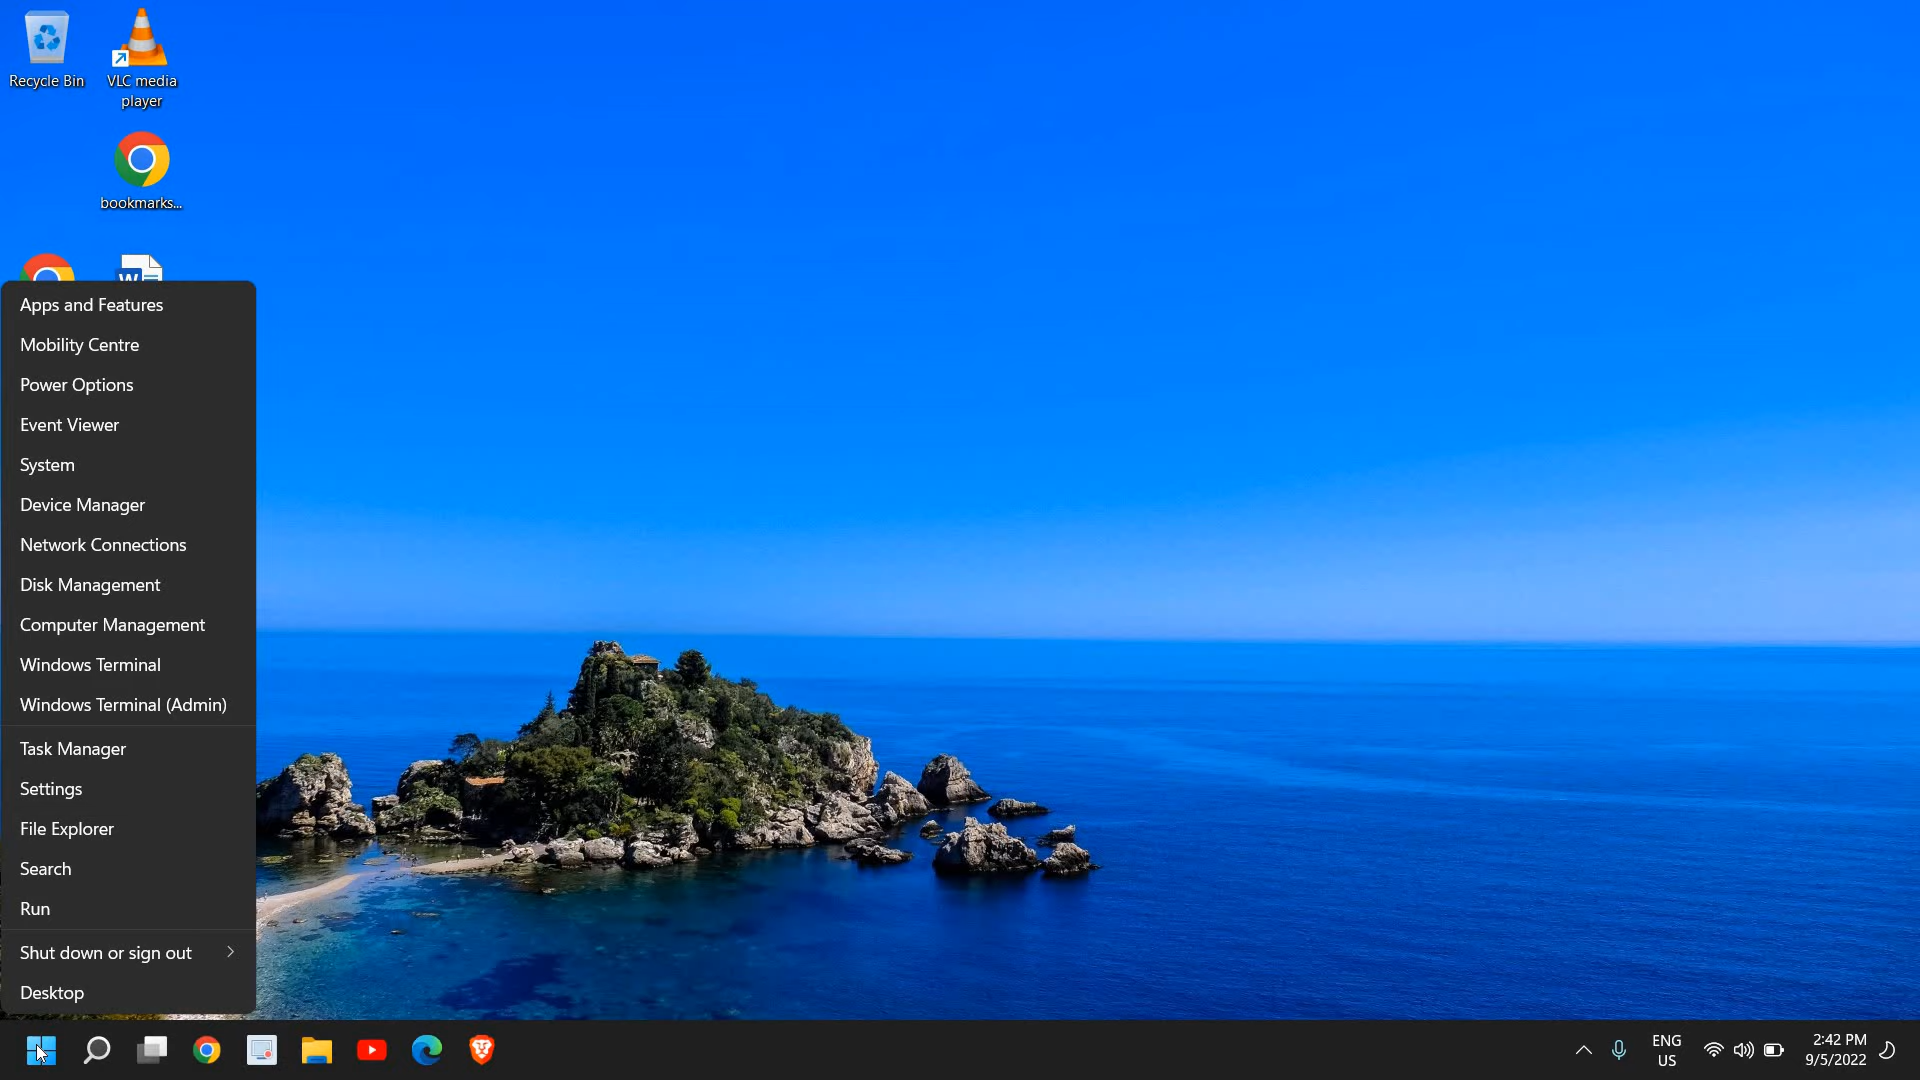 Recycle Bin
VLC media
player
bookmarks...
W
Apps and Features
Mobility Centre
Power Options
Event Viewer
System
Device Manager
Network Connections
Disk Management
Computer Management
Windows Terminal
Windows Terminal (Admin)
Task Manager
Settings
File Explorer
Search
Run
Shut down or sign out
Desktop
ENG
US
2:42 PM
9/5/2022